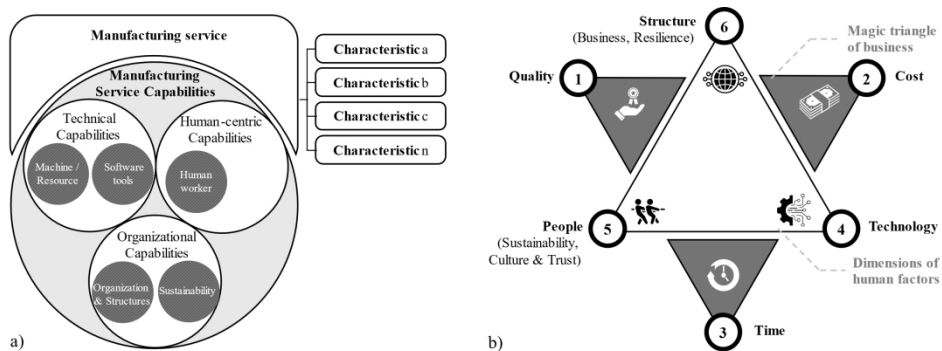 Manufacturing service
Manufacturing
Service Capabilities
Technical
Capabilities
Machine /
Resource
Software
tools
Human-centric
Capabilities
Human
worker
Organizational
Capabilities
Organization
& Structures
Sustainability
Characteristic a
Characteristic b
Characteristic c
Characteristic n
a)
b)
Structure
(Business, Resilience)
6
Magic triangle
of business
Quality
1
2
Cost
People
(Sustainability,
Culture & Trust)
5
4
Technology
Dimensions of
human factors
3
Time